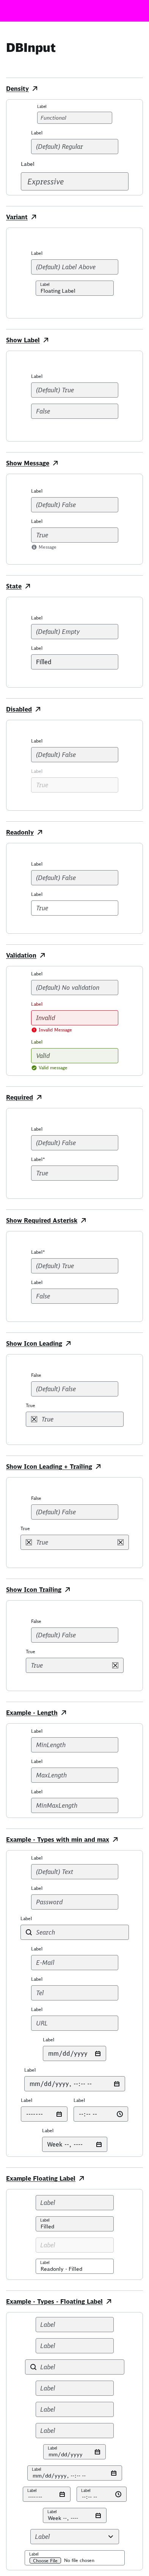 DBInput
Density
Label
Functional
Label
(Default) Regular
Label
Expressive
Variant
Label
(Default) Label Above
Label
Floating Label
Show Label
Label
(Default) True
False
Show Message
Label
(Default) False
Label
True
Message
State
Label
(Default) Empty
Label
Filled
Disabled
Label
(Default) False
Label
True
Readonly
Label
(Default) False
Label
True
Validation
Label
(Default) No validation
Label
Invalid
Invalid Message
Label
Valid
Valid message
Required
Label
(Default) False
Label*
True
Show Required Asterisk
Label*
(Default) True
Label
False
Show Icon Leading
False
(Default) False
True
True
Show Icon Leading + Trailing
False
(Default) False
True
True
Show Icon Trailing
False
(Default) False
True
True
Example - Length
Label
MinLength
Label
MaxLength
Label
MinMaxLength
Example - Types with min and max
Label
(Default) Text
Label
Password
Label
Search
Label
E-Mail
Label
Tel
Label
URL
Label
mm/dd/yyyy
Label
mm/dd/yyyy, --:-- --
Label Label
------- --:-- --
Label
Week --, ----
Example Floating Label
Label
Label
Filled
Label
Label
Readonly - Filled
Example - Types - Floating Label
Label
Label
Label
Label
Label
Label
Label
mm/dd/yyyy
Label
mm/dd/yyyy, --:-- --
Label Label
------- --:-- --
Label
Week --, ----
Label
Label
Choose File No file chosen